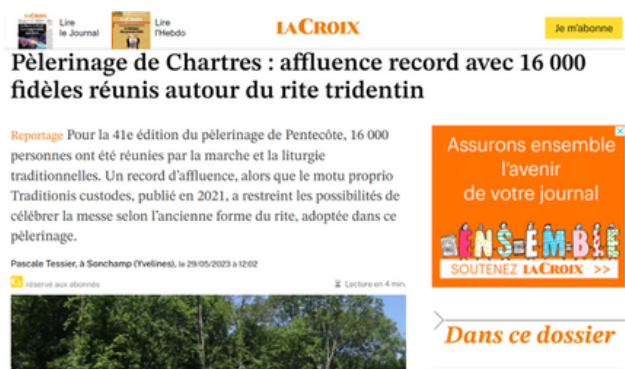 Lire
le Journal
Lire
l'Hebdo
LA CROIX
Je m'abonne
Pèlerinage de Chartres : affluence record avec 16 000
fidèles réunis autour du rite tridentin
Reportage Pour la 41e édition du pèlerinage de Pentecôte, 16 000
personnes ont été réunies par la marche et la liturgie
traditionnelles. Un record d'affluence, alors que le motu proprio
Traditionis custodes, publié en 2021, a restreint les possibilités de
célébrer la messe selon l'ancienne forme du rite, adoptée dans ce
pèlerinage.
Pascale Tessier, à Sonchamp (Yvelines), le 29/05/2023 à 12:02
réservé aux abonnés
Lecture en 4 min.
Assurons ensemble
l'avenir
de votre journal
ENSEMBLE
SOUTENEZ LA CROIX >>
Dans ce dossier